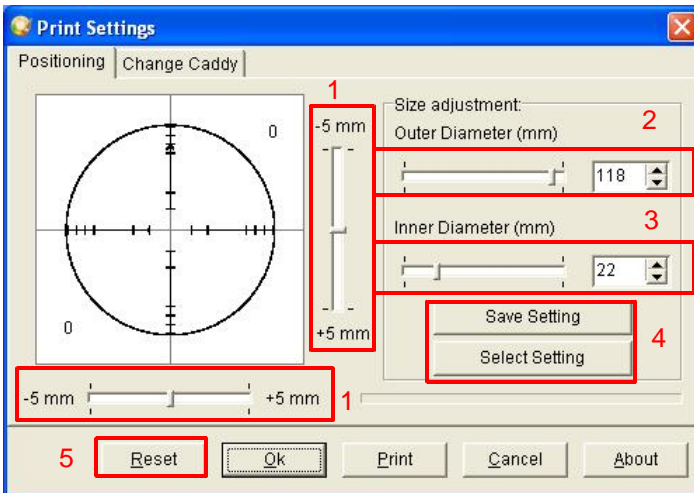 Print Settings
Positioning Change Caddy
1
-5 mm
0
Size adjustment:
2
Outer Diameter (mm)
118
3
Inner Diameter (mm)
22
Save Setting
4
0
+5 mm
Select Setting
-5 mm +5 mm 1
5 Reset Ok Print Cancel About